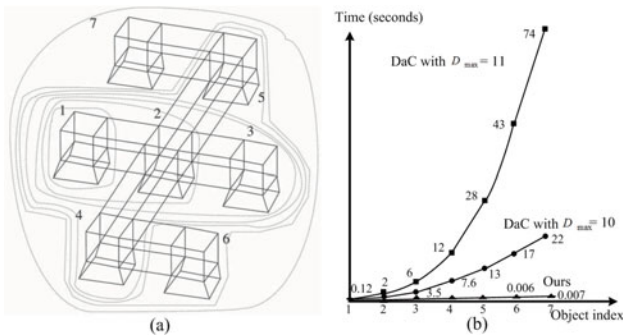 7
1
2
5
3
4
6
(a)
Time (seconds)
74
DaC with D max = 11
43
28
12
DaC with D max = 10
6
22
17
13
0.12 2
3.5
7.6
Ours
0.006
0.007
1 2 3 4 5 6 7
Object index
(b)